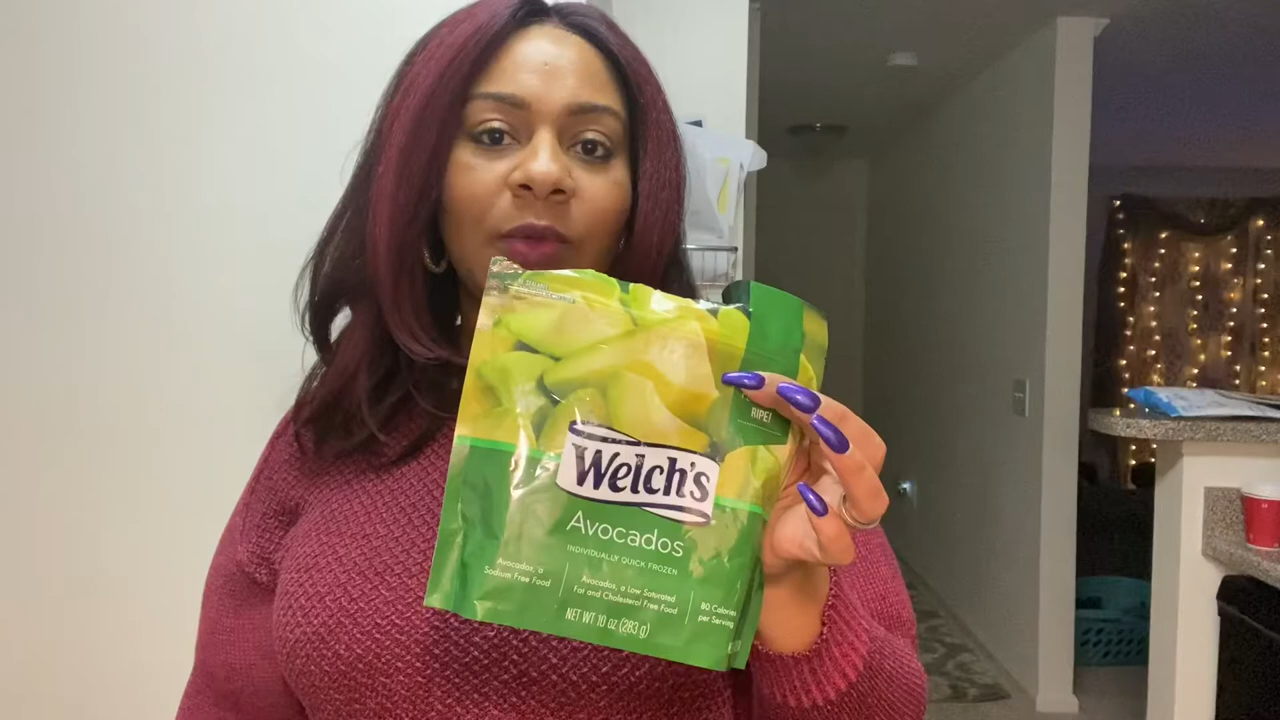 RIPE!
Welch's
Avocados
INDIVIDUALLY QUICK FROZEN
Avocados, a
Sodium Free Food
Avocados, a Low Saturated
Fat and Cholesterol Free Food
80 Calories
per Serving
NET WT 10 oz (283 g)